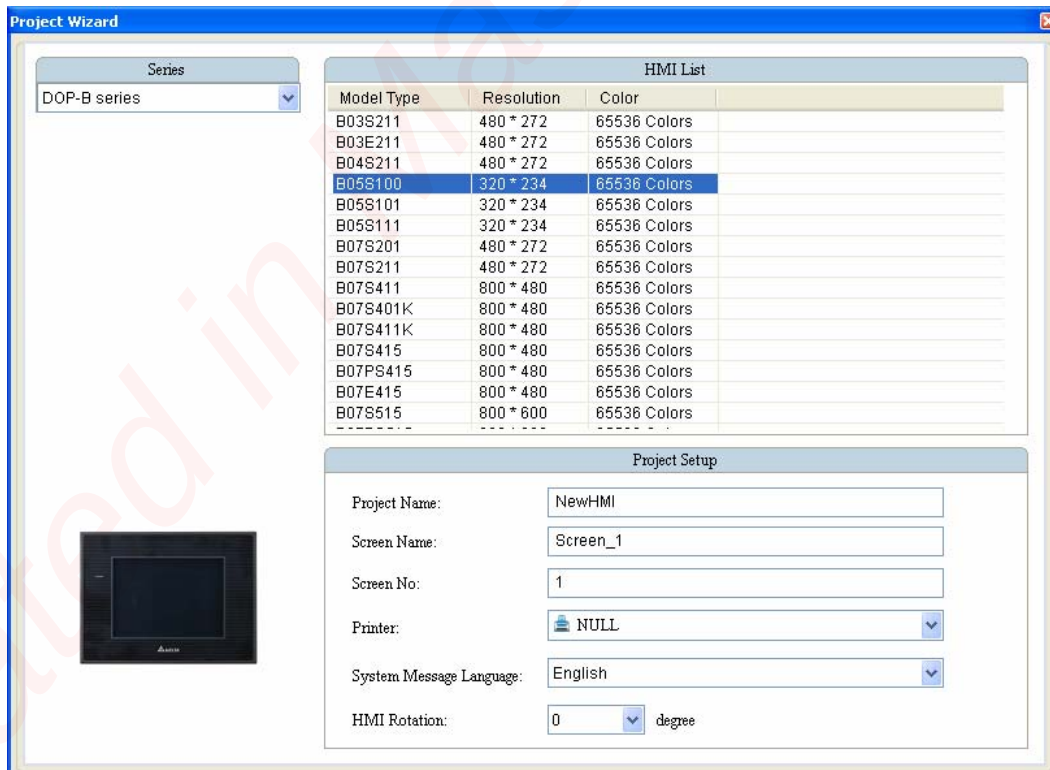 Project Wizard
Series
DOP-B series
HMI List
Model Type Resolution Color
B03S211 480 * 272 65536 Colors
B03E211 480 * 272 65536 Colors
B04S211 480 * 272 65536 Colors
B05S100 320 * 234 65536 Colors
B05S101 320 * 234 65536 Colors
B05S111 320 * 234 65536 Colors
B07S201 480 * 272 65536 Colors
B07S211 480 * 272 65536 Colors
B07S411 800 * 480 65536 Colors
B07S401K 800 * 480 65536 Colors
B07S411K 800 * 480 65536 Colors
B07S415 800 * 480 65536 Colors
B07PS415 800 * 480 65536 Colors
B07E415 800 * 480 65536 Colors
B07S515 800 * 600 65536 Colors
Project Setup
Project Name: NewHMI
Screen Name: Screen_1
Screen No: 1
Printer: NULL
System Message Language: English
HMI Rotation: 0 degree